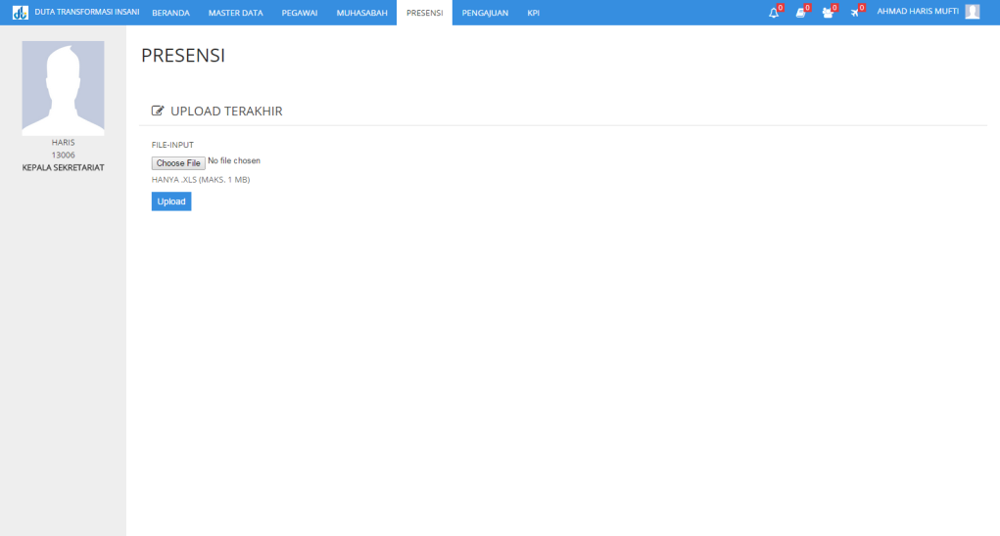 DUTA TRANSFORMASI INSANI BERANDA MASTER DATA PEGAWAI MUHASABAH PRESENSI PENGAJUAN KPI 0 0 0 0 AHMAD HARIS MUFTI
HARIS
13006
KEPALA SEKRETARIAT
PRESENSI
UPLOAD TERAKHIR
FILE-INPUT
Choose File No file chosen
HANYA .XLS (MAKS. 1 MB)
Upload